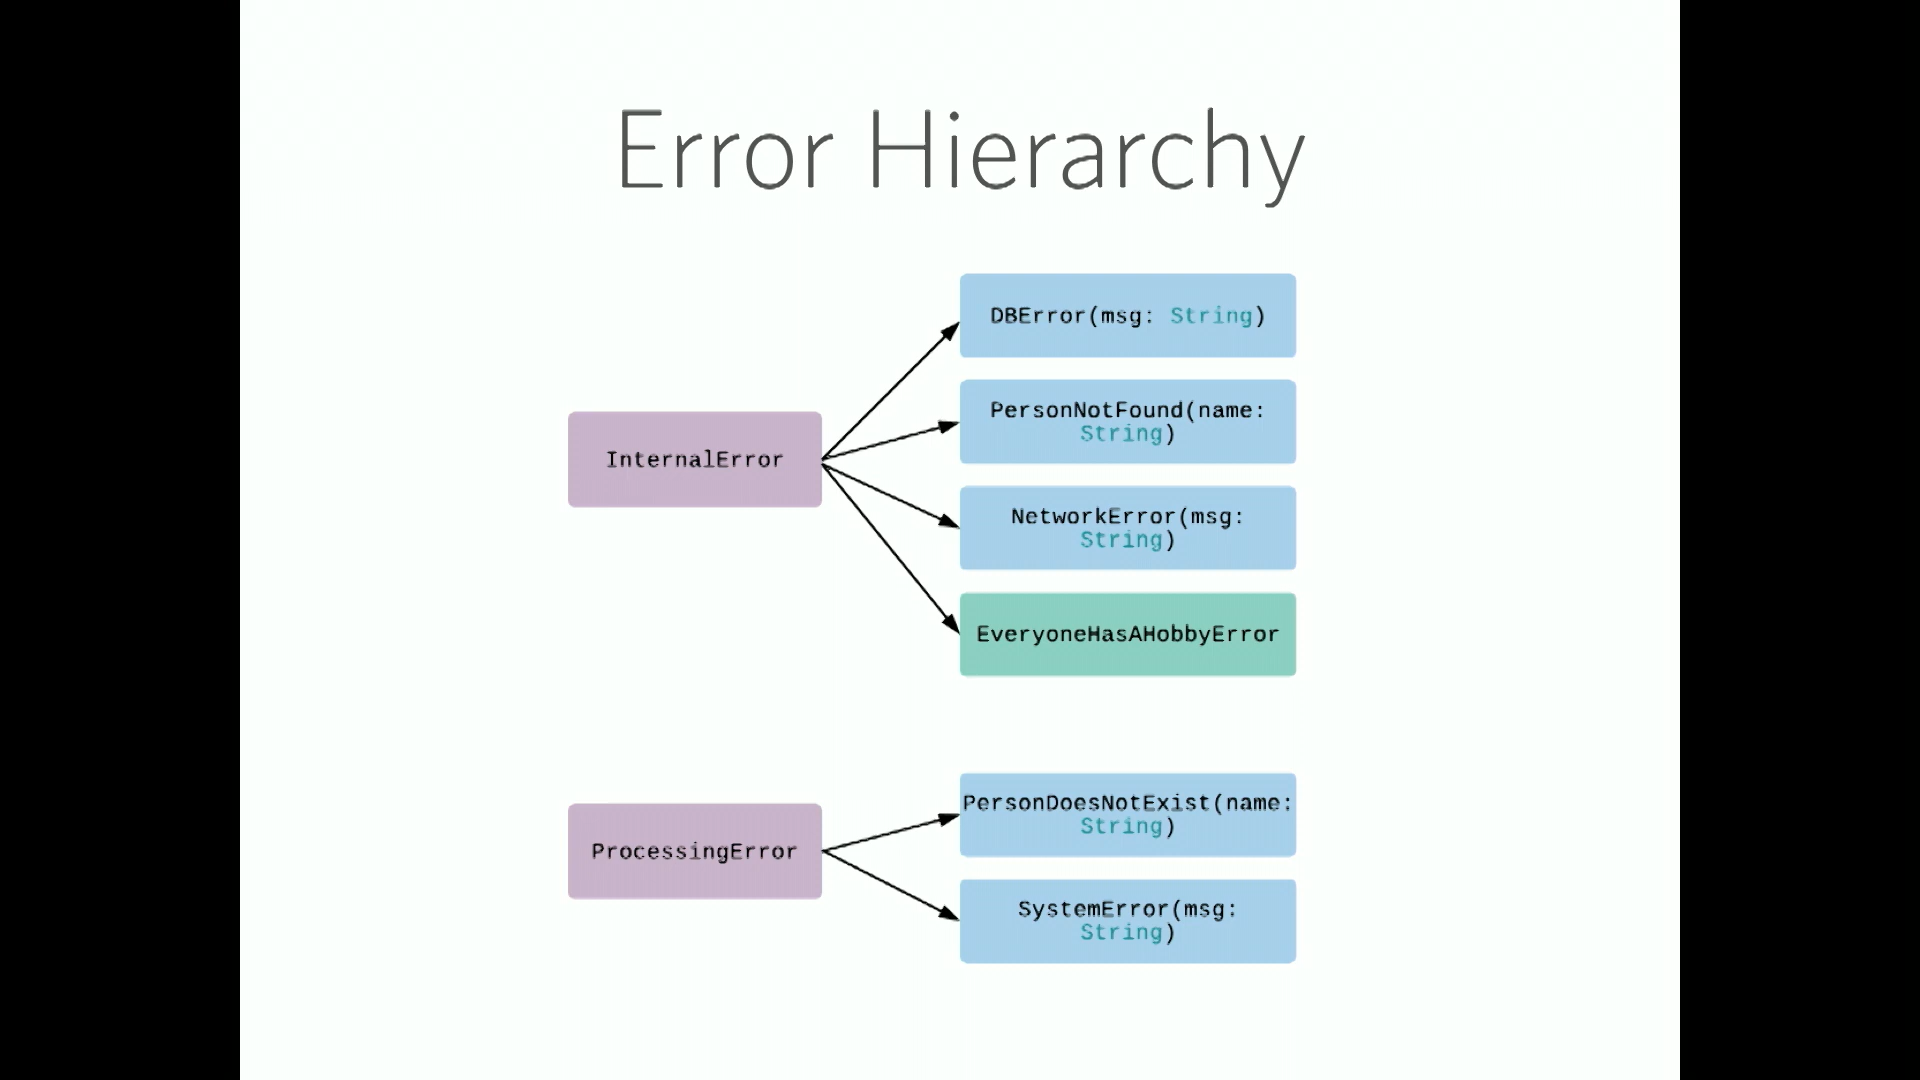 Error Hierarchy
DBError(msg: String)
PersonNotFound(name:
String)
InternalError
NetworkError(msg:
String)
EveryoneHasAHobbyError
PersonDoesNotExist(name:
String)
ProcessingError
SystemError(msg:
String)